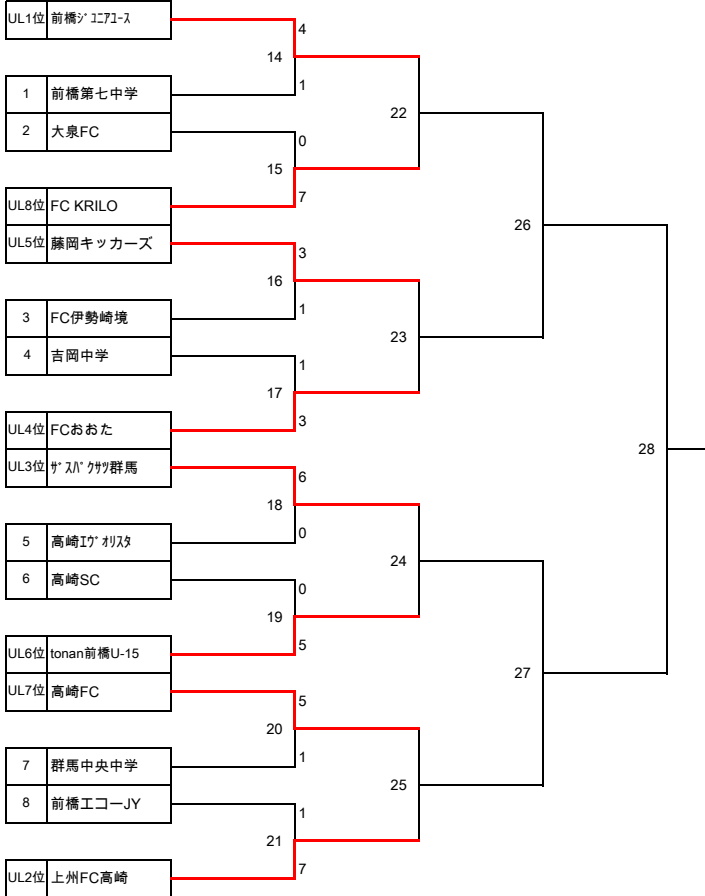 UL1位 前橋ｼﾞｭﾆｱﾕｰｽ
4
14
1
1 前橋第七中学
22
2 大泉FC
0
15
7
UL8位 FC KRILO
26
UL5位 藤岡キッカーズ
3
16
1
3 FC伊勢崎境
23
4 吉岡中学
1
17
3
UL4位 FCおおた
28
UL3位 ｻﾞｽﾊﾟｸｻﾂ群馬
6
18
0
5 高崎ｴｳﾞｫﾘｽﾀ
24
6 高崎SC
0
19
5
UL6位 tonan前橋U-15
27
UL7位 高崎FC
5
20
1
7 群馬中央中学
25
8 前橋エコーJY
1
21
7
UL2位 上州FC高崎